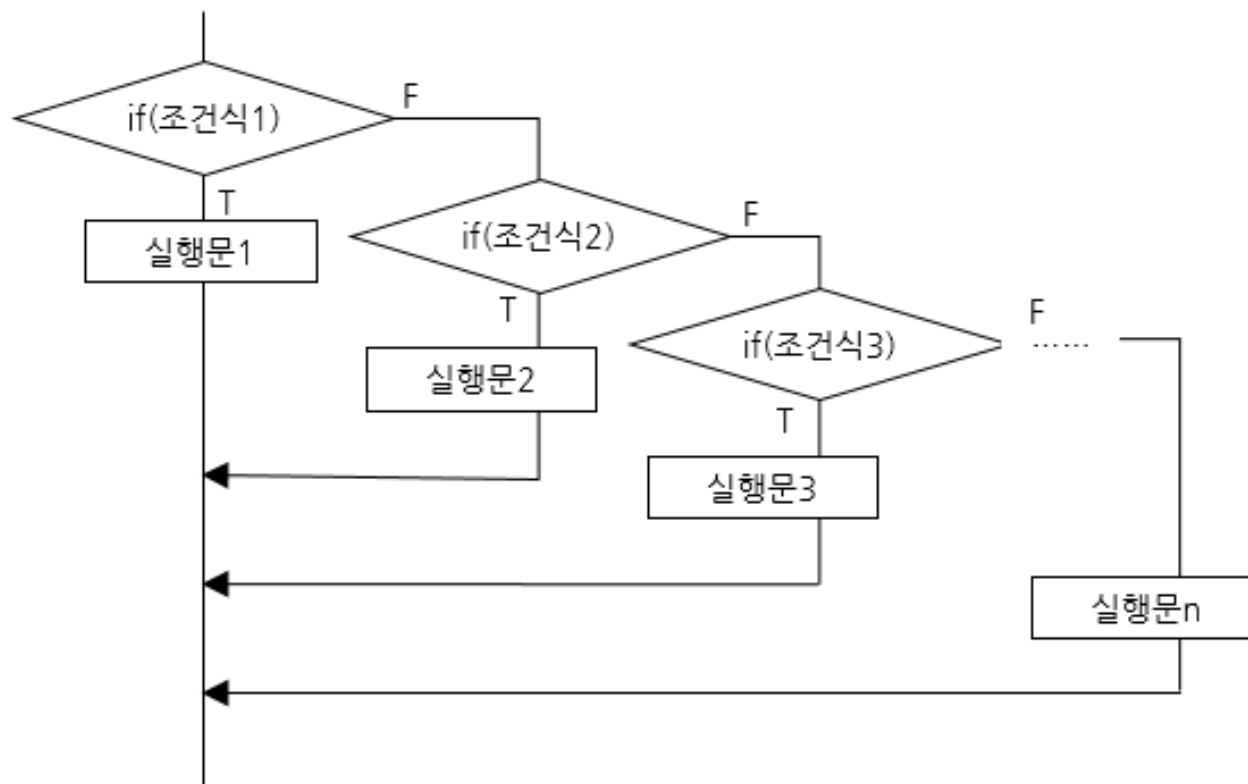 F
if(조건식1)
T
실행문1
F
if(조건식2)
T
실행문2
F
if(조건식3)
......
T
실행문3
실행문n